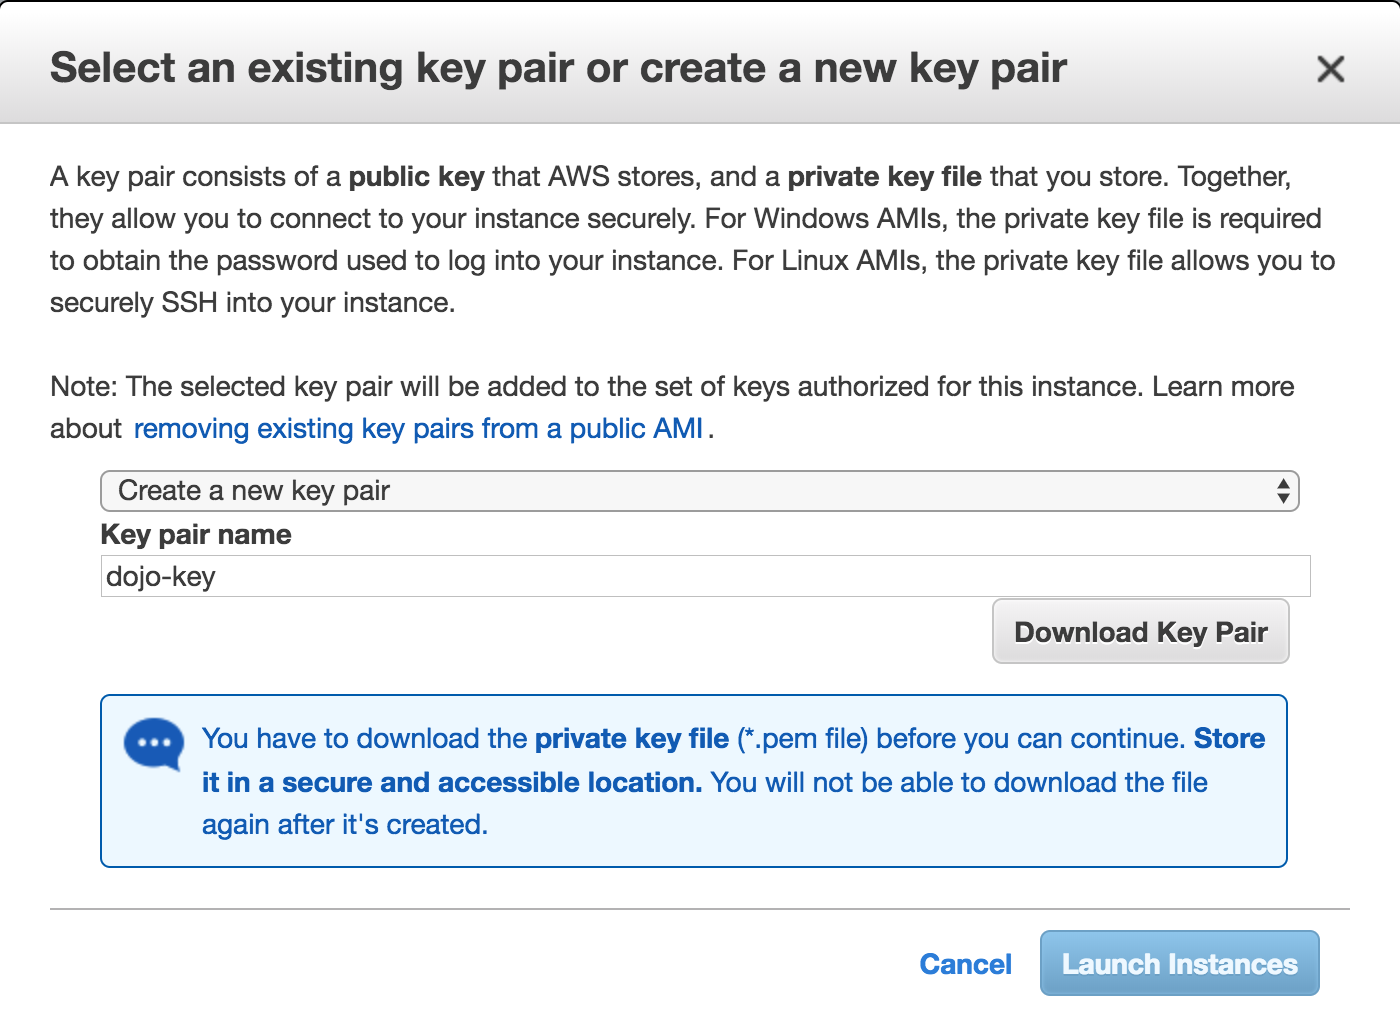 Select an existing key pair or create a new key pair
A key pair consists of a public key that AWS stores, and a private key file that you store. Together,
they allow you to connect to your instance securely. For Windows AMIs, the private key file is required
to obtain the password used to log into your instance. For Linux AMIs, the private key file allows you to
securely SSH into your instance.
Note: The selected key pair will be added to the set of keys authorized for this instance. Learn more
about removing existing key pairs from a public AMI .
Create a new key pair
Key pair name
dojo-key
Download Key Pair
You have to download the private key file (*.pem file) before you can continue. Store
it in a secure and accessible location. You will not be able to download the file
again after it's created.
Cancel Launch Instances